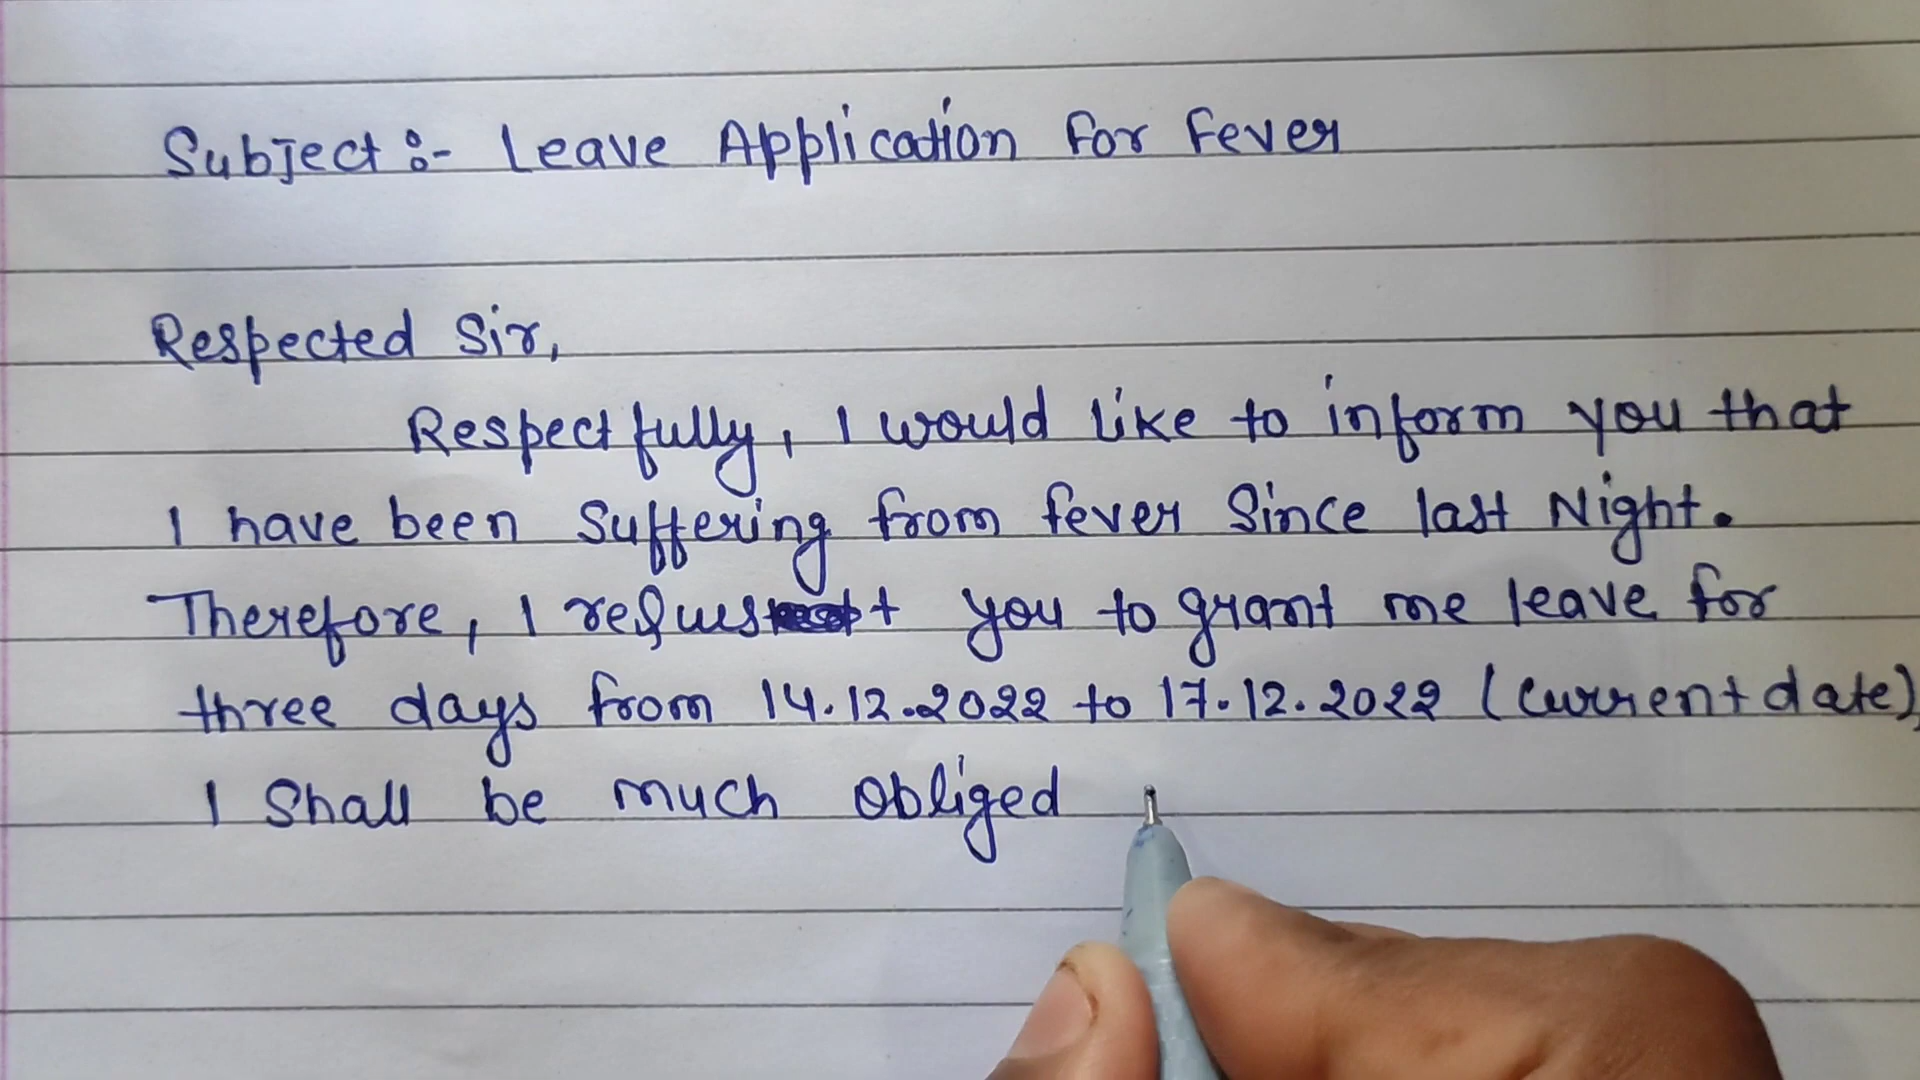 Subject :- Leave Application for Fever
Respected Sir,
Respectfully, I would like to inform you that
I have been suffering from fever Since last Night.
Therefore, I request you to grant me leave for
three days from 14.12.2022 to 17.12.2022 (Current date),
I Shall be much obliged